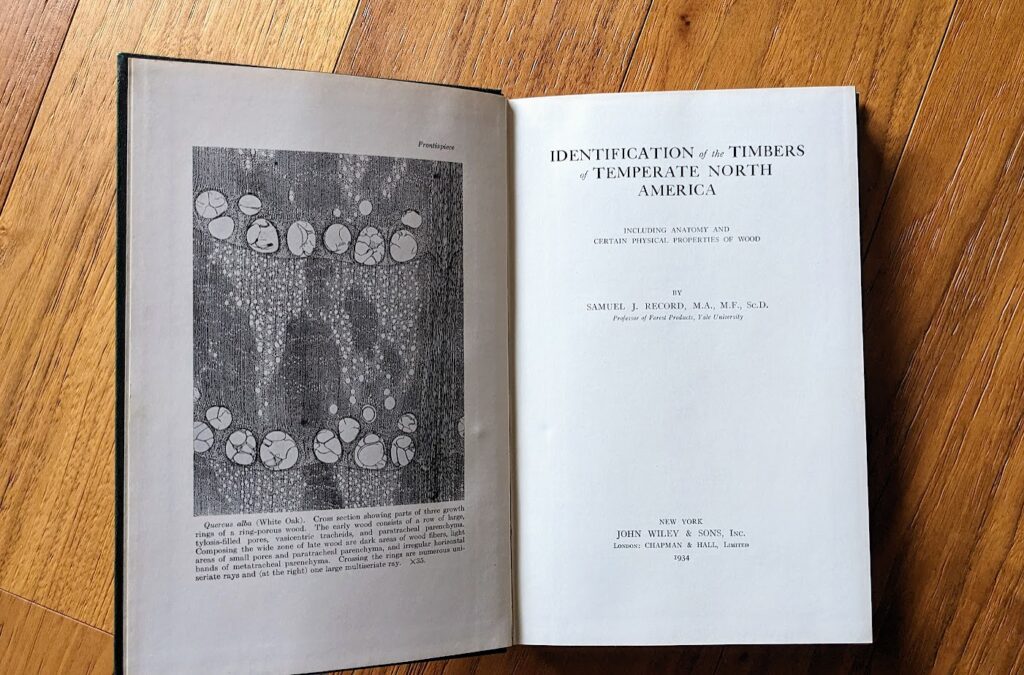 Frontispiece
Quercus alba (White Oak). Cross section showing parts of three growth
rings of a ring-porous wood. The early wood consists of a row of large,
tylosis-filled pores, vasicentric tracheids, and paratracheal parenchyma.
Composing the wide zone of late wood are dark areas of wood fibers, light
areas of small pores and paratracheal parenchyma, and irregular horizontal
bands of metatracheal parenchyma. Crossing the rings are numerous uni-
seriate rays and (at the right) one large multiseriate ray. ×35.
IDENTIFICATION of the TIMBERS
of TEMPERATE NORTH
AMERICA
INCLUDING ANATOMY AND
CERTAIN PHYSICAL PROPERTIES OF WOOD
BY
SAMUEL J. RECORD, M.A., M.F., Sc.D.
Professor of Forest Products, Yale University
NEW YORK
JOHN WILEY & SONS, Inc.
London: CHAPMAN & HALL, Limited
1934